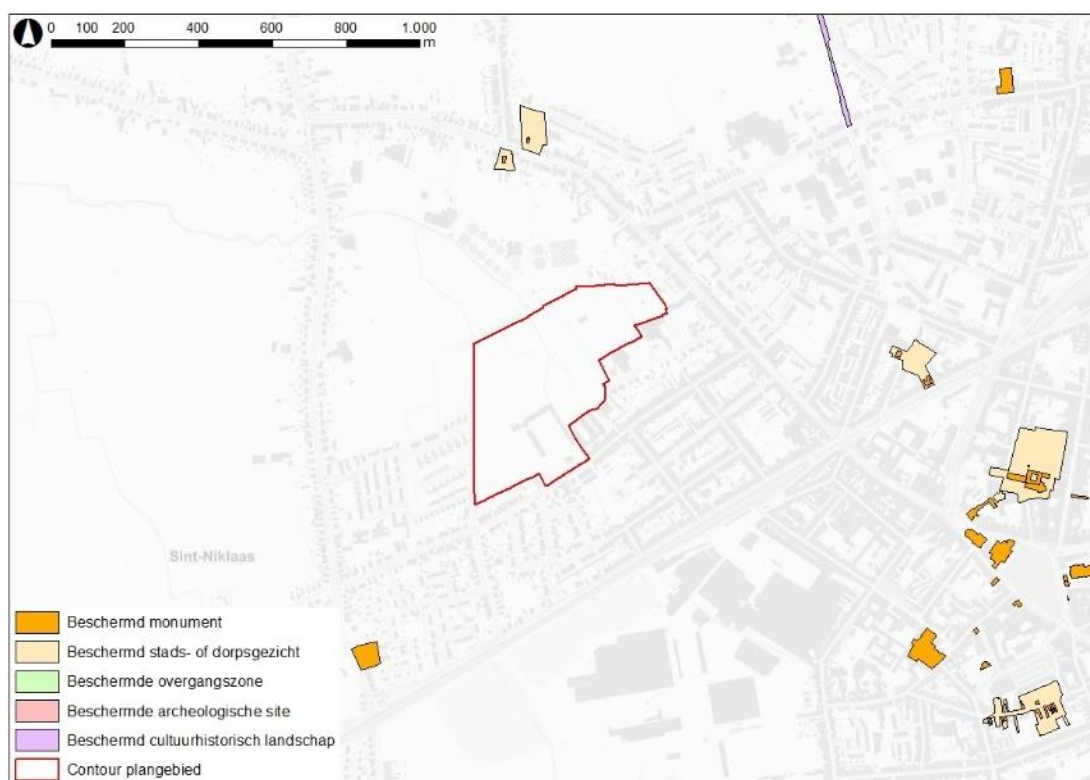 0 100 200 400 600 800 1.000
m
Sint-Niklaas
Beschermd monument
Beschermd stads- of dorpsgezicht
Beschermde overgangszone
Beschermde archeologische site
Beschermd cultuurhistorisch landschap
Contour plangebied